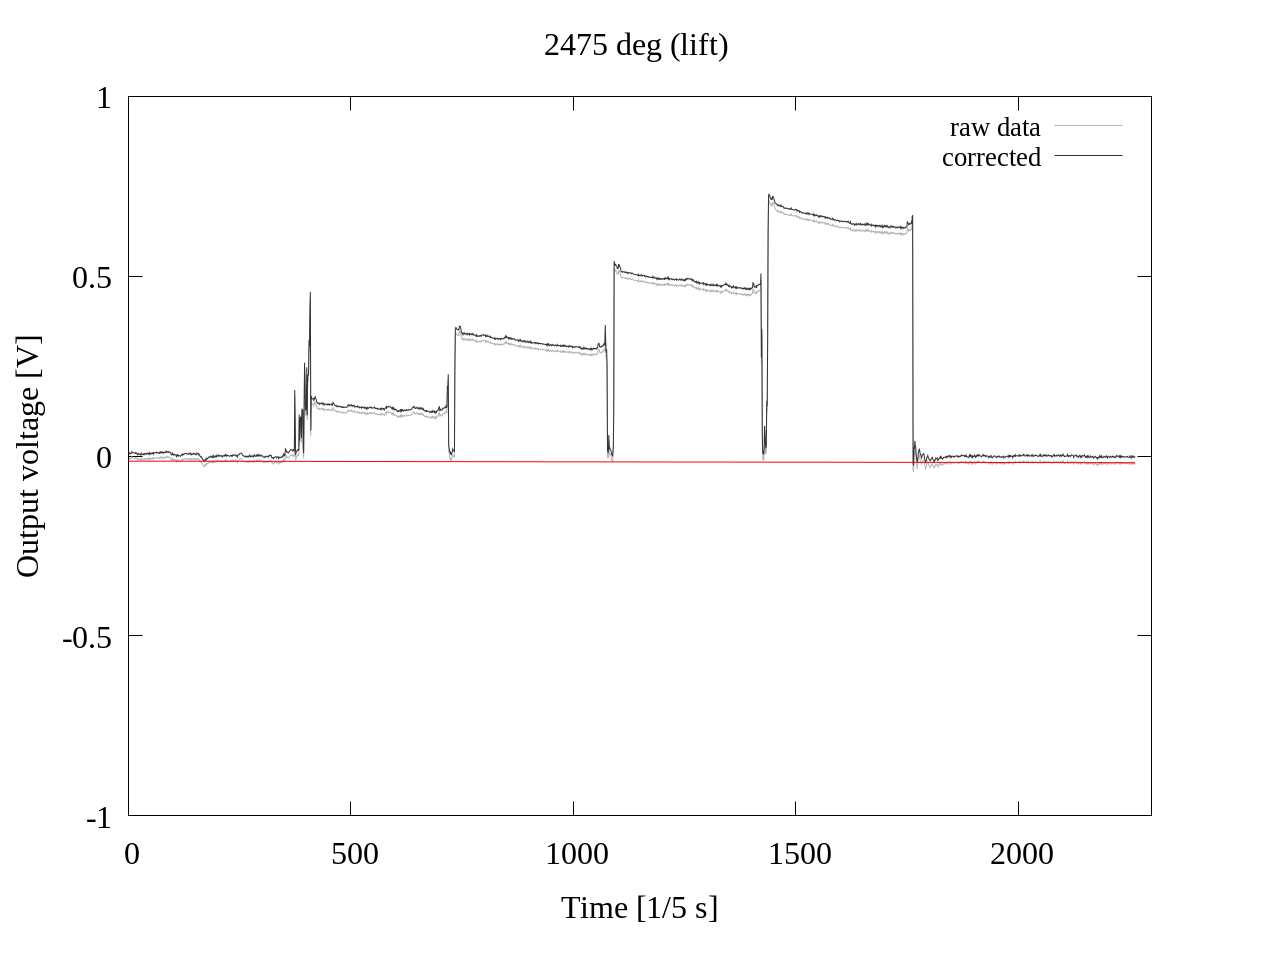 2475 deg (lift)
1
0.5
0
-0.5
-1
Output voltage [V]
raw data
corrected
0 500 1000 1500 2000
Time [1/5 s]